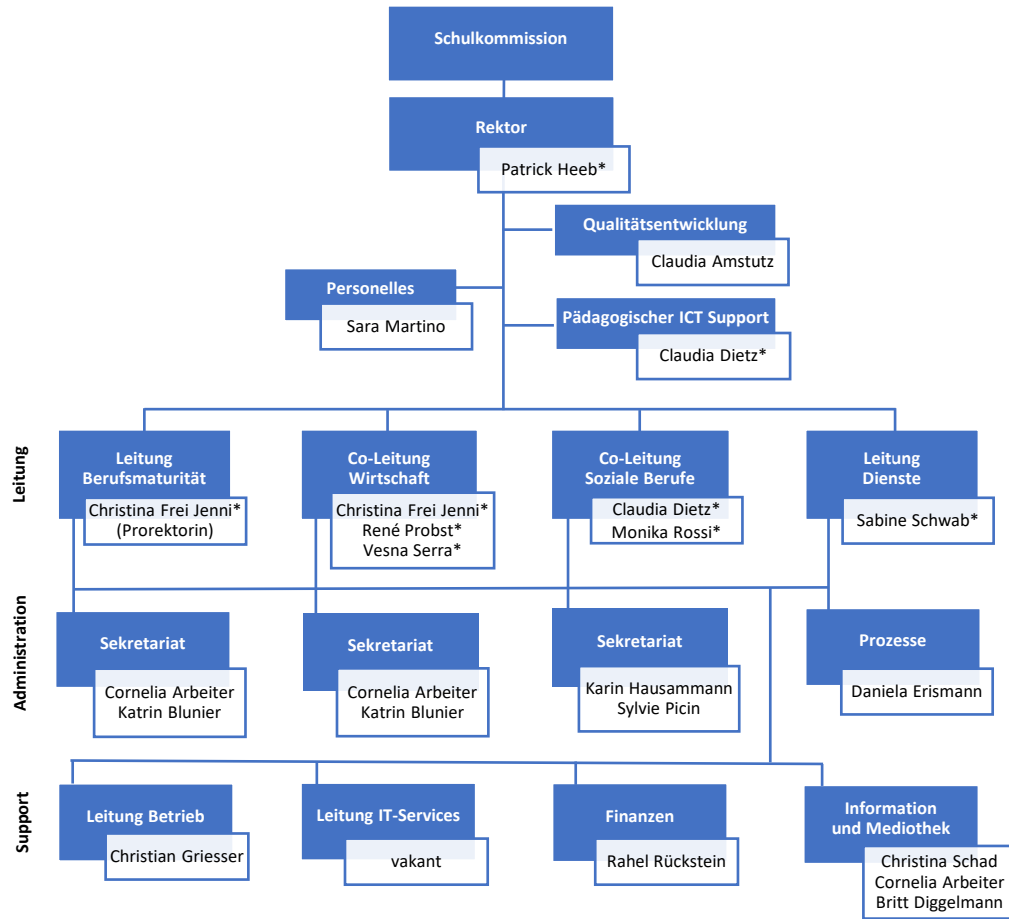 Schulkommission
Rektor
Patrick Heeb*
Qualitätsentwicklung
Claudia Amstutz
Personelles
Sara Martino
Pädagogischer ICT Support
Claudia Dietz*
Leitung
Leitung
Berufsmaturität
Christina Frei Jenni*
(Prorektorin)
Co-Leitung
Wirtschaft
Christina Frei Jenni*
René Probst*
Vesna Serra*
Co-Leitung
Soziale Berufe
Claudia Dietz*
Monika Rossi*
Leitung
Dienste
Sabine Schwab*
Administration
Sekretariat
Cornelia Arbeiter
Katrin Blunier
Sekretariat
Cornelia Arbeiter
Katrin Blunier
Sekretariat
Karin Hausammann
Sylvie Picin
Prozesse
Daniela Erismann
Support
Leitung Betrieb
Christian Griesser
Leitung IT-Services
vakant
Finanzen
Rahel Rückstein
Information
und Mediothek
Christina Schad
Cornelia Arbeiter
Britt Diggelmann